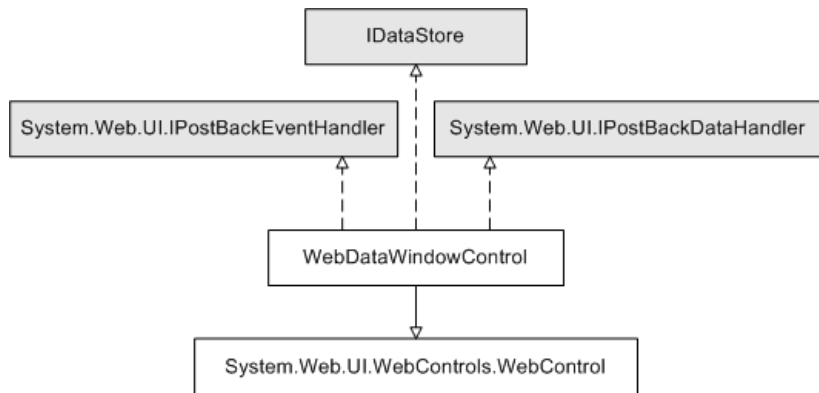 IDataStore
System.Web.UI.IPostBackEventHandler
System.Web.UI.IPostBackDataHandler
WebDataWindowControl
System.Web.UI.WebControls.WebControl